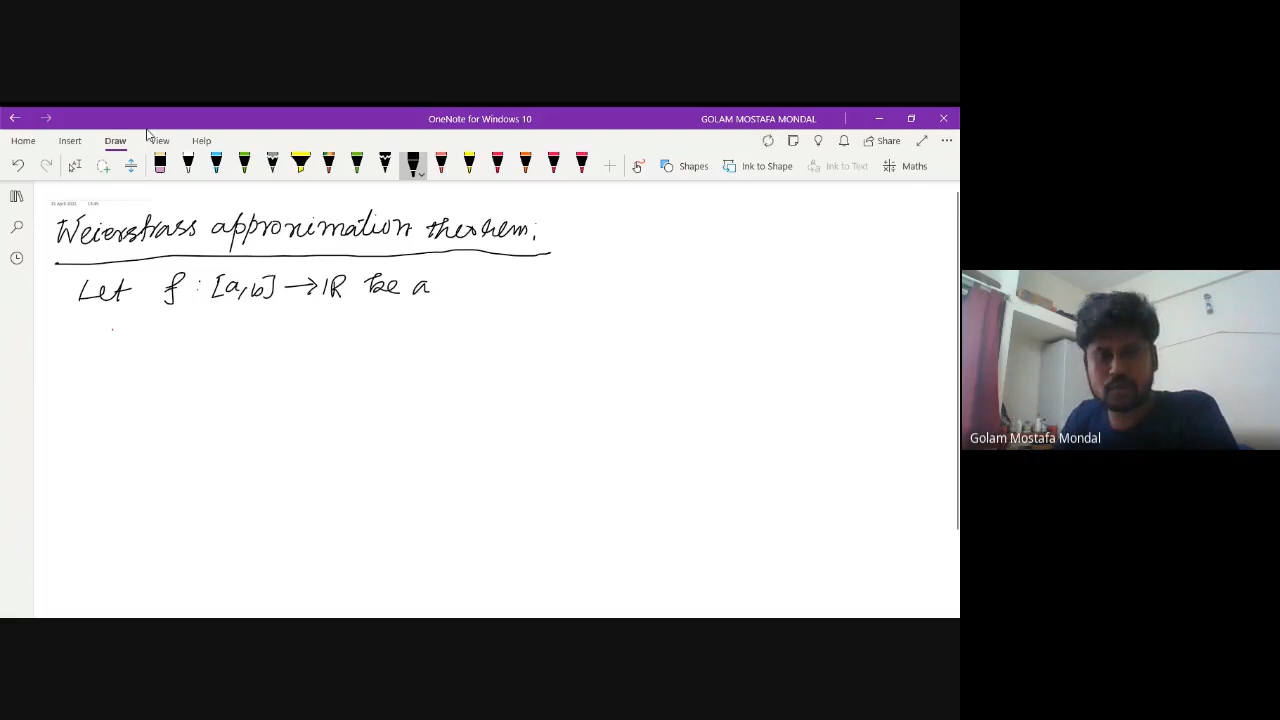 OneNote for Windows 10
GOLAM MOSTAFA MONDAL
Home Insert Draw View Help
Share
Shapes Ink to Shape Ink to Text Maths
Weierstrass approximation theorem:
Let f : [a,b] → IR be a
Golam Mostafa Mondal